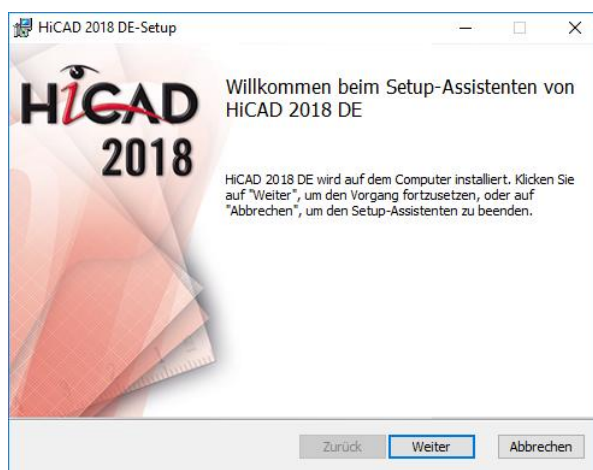 HiCAD 2018 DE-Setup
HiCAD
2018
Willkommen beim Setup-Assistenten von
HiCAD 2018 DE
HiCAD 2018 DE wird auf dem Computer installiert. Klicken Sie
auf "Weiter", um den Vorgang fortzusetzen, oder auf
"Abbrechen", um den Setup-Assistenten zu beenden.
Zurück Weiter Abbrechen